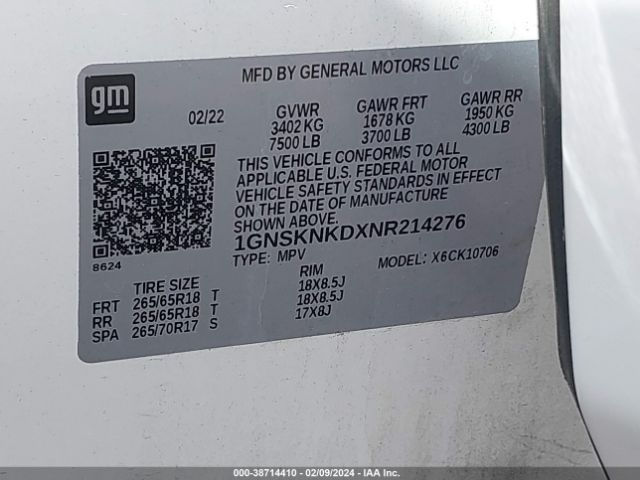 MFD BY GENERAL MOTORS LLC
gm
02/22 GVWR GAWR FRT GAWR RR
3402 KG 1678 KG 1950 KG
7500 LB 3700 LB 4300 LB
THIS VEHICLE CONFORMS TO ALL
APPLICABLE U.S. FEDERAL MOTOR
VEHICLE SAFETY STANDARDS IN EFFECT
ON THE DATE OF MANUFACTURE
SHOWN ABOVE.
1GNSKNKDXNR214276
8624 TYPE: MPV MODEL: X6CK10706
TIRE SIZE RIM
FRT 265/65R18 T 18X8.5J
RR 265/65R18 T 18X8.5J
SPA 265/70R17 S 17X8J
000-38714410 - 02/09/2024 - IAA Inc.